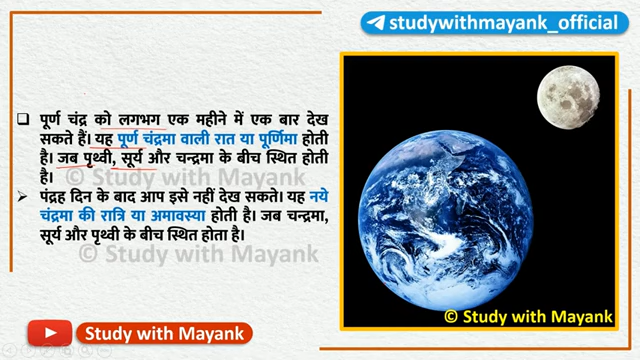 studywithmayank_official
पूर्ण चंद्र को लगभग एक महीने में एक बार देख
सकते हैं। यह पूर्ण चंद्रमा वाली रात या पूर्णिमा होती
है। जब पृथ्वी, सूर्य और चन्द्रमा के बीच स्थित होती
है।
© Study with Mayank
पंद्रह दिन के बाद आप इसे नहीं देख सकते। यह नये
चंद्रमा की रात्रि या अमावस्या होती है। जब चन्द्रमा,
सूर्य और पृथ्वी के बीच स्थित होता है।
© Study with Mayank
© Study with Mayank
Study with Mayank